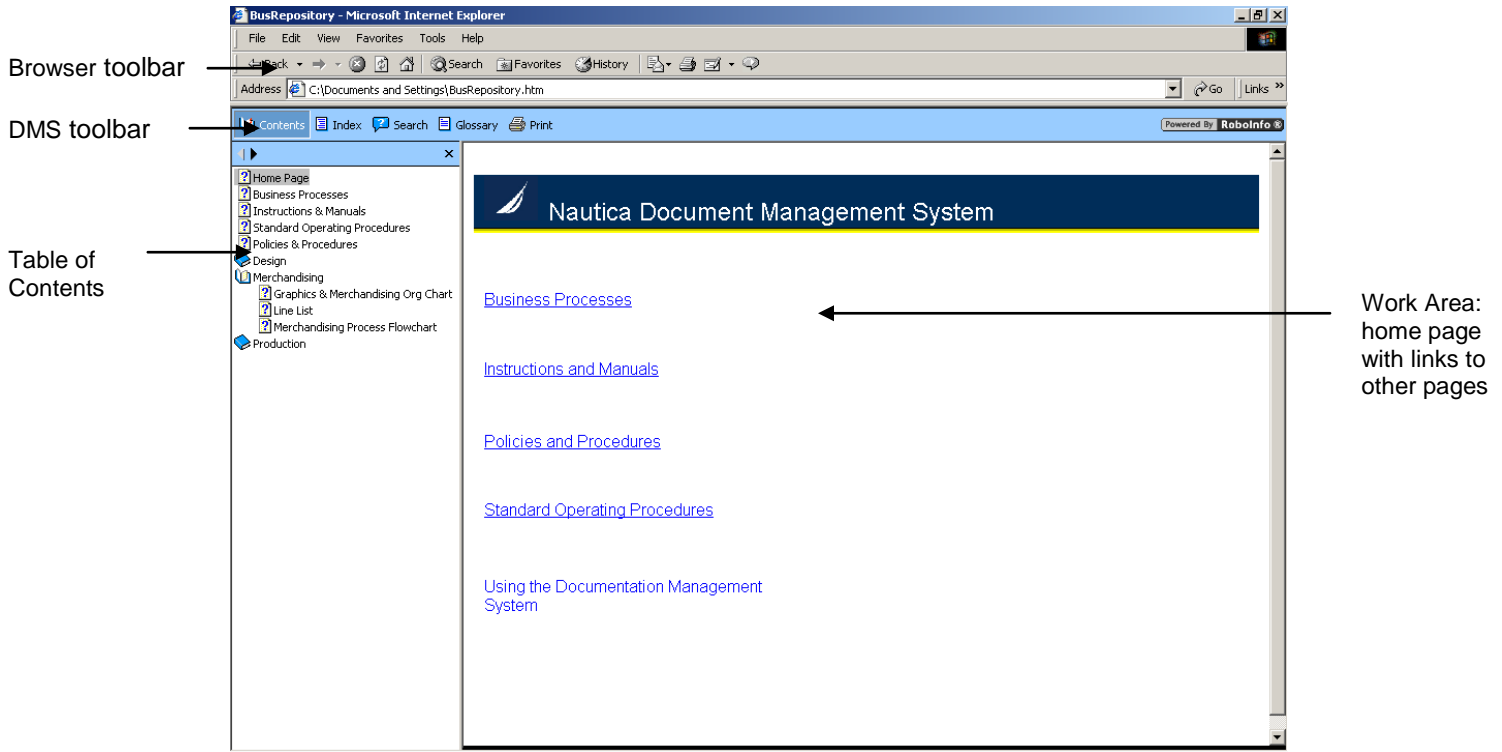 BusRepository - Microsoft Internet Explorer
File Edit View Favorites Tools Help
Browser toolbar
Back Search Favorites History
Address C:\Documents and Settings\BusRepository.htm Go Links »
DMS toolbar
Contents Index Search Glossary Print Powered By RoboInfo ®
Home Page
Business Processes
Instructions & Manuals
Standard Operating Procedures
Policies & Procedures
Design
Merchandising
Graphics & Merchandising Org Chart
Line List
Merchandising Process Flowchart
Production
Table of
Contents
Nautica Document Management System
Business Processes
Instructions and Manuals
Policies and Procedures
Standard Operating Procedures
Using the Documentation Management
System
Work Area:
home page
with links to
other pages